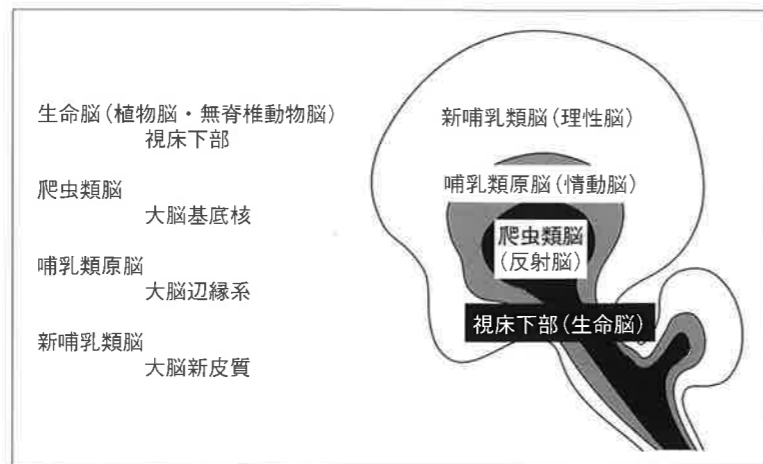 生命脳(植物脳・無脊椎動物脳)
視床下部
爬虫類脳
大脳基底核
哺乳類原脳
大脳辺縁系
新哺乳類脳
大脳新皮質
新哺乳類脳(理性脳)
哺乳類原脳(情動脳)
爬虫類脳
(反射脳)
視床下部(生命脳)